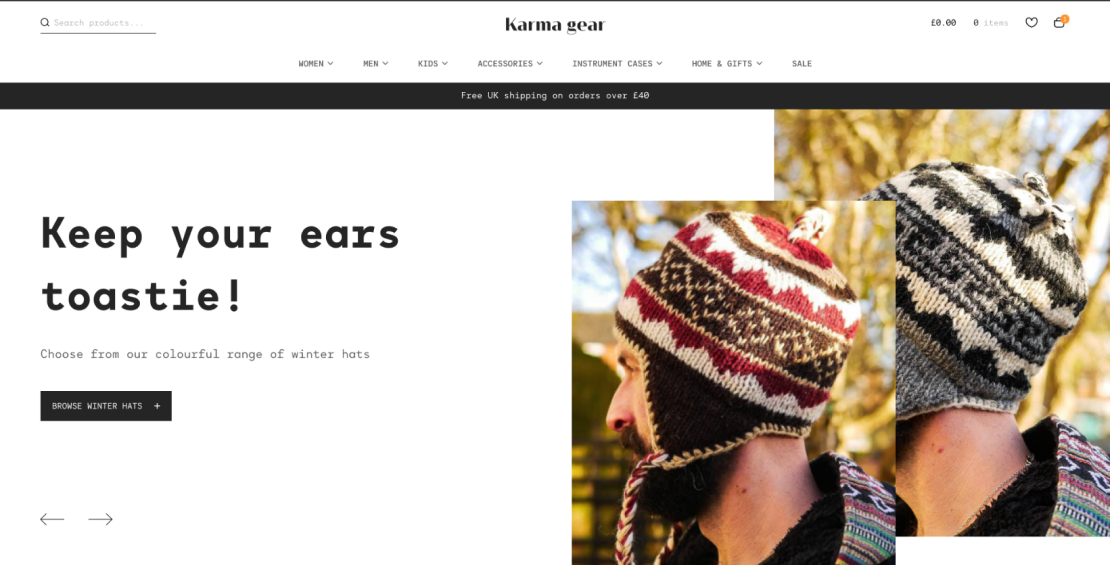 Search products...
Karma gear
£0.00
0 items
WOMEN
MEN
KIDS
ACCESSORIES
INSTRUMENT CASES
HOME & GIFTS
SALE
Free UK shipping on orders over £40
Keep your ears
toastie!
Choose from our colourful range of winter hats
BROWSE WINTER HATS +